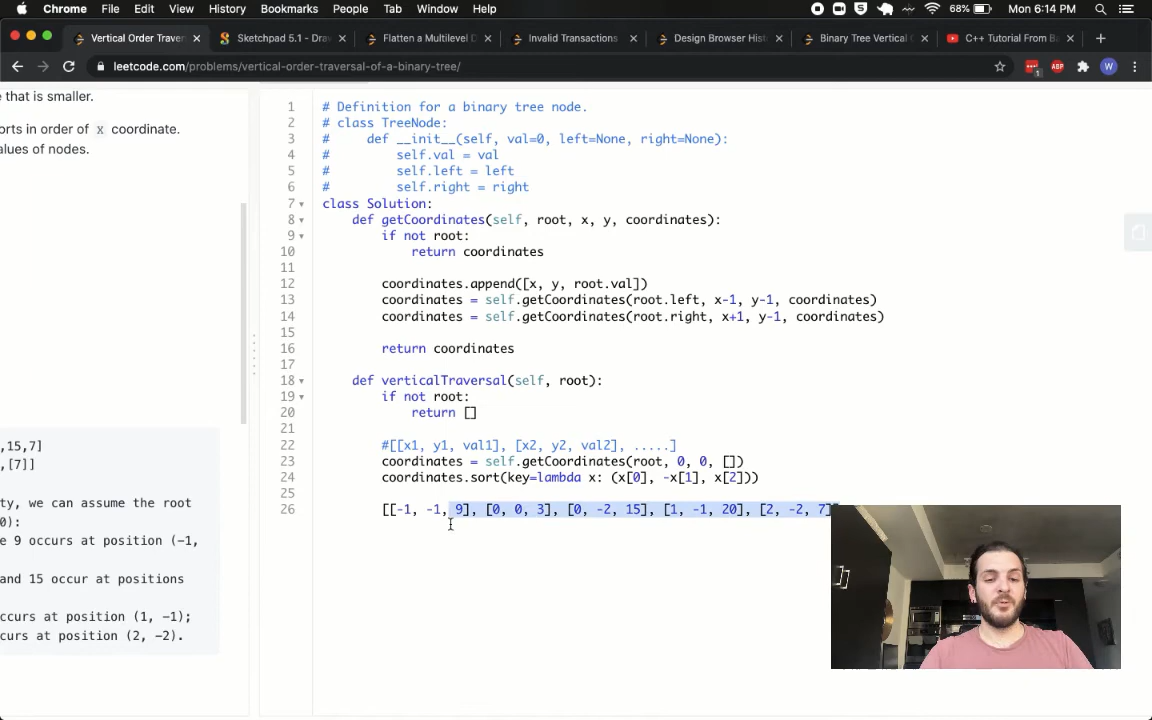 Chrome File Edit View History Bookmarks People Tab Window Help 68% Mon 6:14 PM
Vertical Order Traver Sketchpad 5.1 - Dra Flatten a Multilevel D Invalid Transactions Design Browser Hist Binary Tree Vertical C++ Tutorial From Ba
leetcode.com/problems/vertical-order-traversal-of-a-binary-tree/ 1 ABP W
e that is smaller.
orts in order of X coordinate.
alues of nodes.
,15,7]
,[7]]
ty, we can assume the root
0):
e 9 occurs at position (-1,
and 15 occur at positions
ccurs at position (1, -1);
curs at position (2, -2).
1 # Definition for a binary tree node.
2 # class TreeNode:
3 #     def __init__(self, val=0, left=None, right=None):
4 #         self.val = val
5 #         self.left = left
6 #         self.right = right
7 class Solution:
8     def getCoordinates(self, root, x, y, coordinates):
9         if not root:
10             return coordinates
11
12         coordinates.append([x, y, root.val])
13         coordinates = self.getCoordinates(root.left, x-1, y-1, coordinates)
14         coordinates = self.getCoordinates(root.right, x+1, y-1, coordinates)
15
16         return coordinates
17
18     def verticalTraversal(self, root):
19         if not root:
20             return []
21
22         #[[x1, y1, val1], [x2, y2, val2], .....]
23         coordinates = self.getCoordinates(root, 0, 0, [])
24         coordinates.sort(key=lambda x: (x[0], -x[1], x[2]))
25
26         [[-1, -1, 9], [0, 0, 3], [0, -2, 15], [1, -1, 20], [2, -2, 7]]